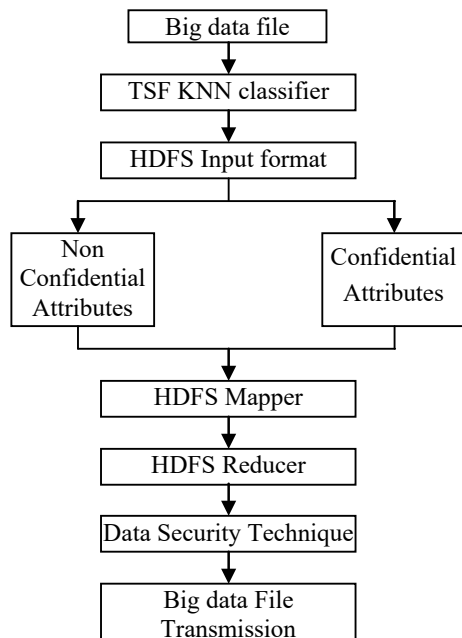 Big data file
TSF KNN classifier
HDFS Input format
Non
Confidential
Attributes
Confidential
Attributes
HDFS Mapper
HDFS Reducer
Data Security Technique
Big data File
Transmission